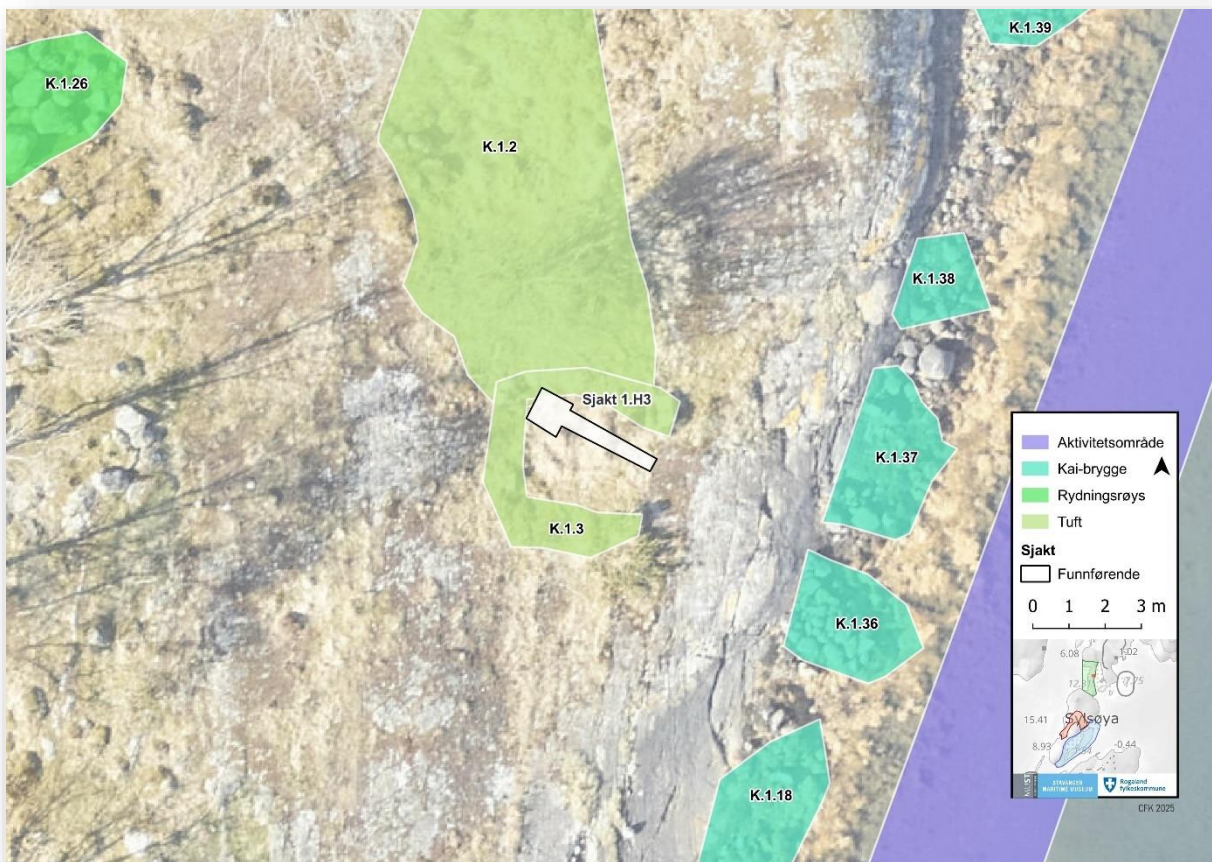 K.1.39
K.1.26
K.1.2
K.1.38
Sjakt 1.H3
K.1.37
K.1.3
K.1.36
K.1.18
Aktivitetsområde
Kai-brygge
Rydningsrøys
Tuft
Sjakt
Funnførende
0 1 2 3 m
6.08
15.41
8.93
-0.44
STAVANGER
MARITIME MUSEUM
Rogaland
fylkeskommune
CFK 2025